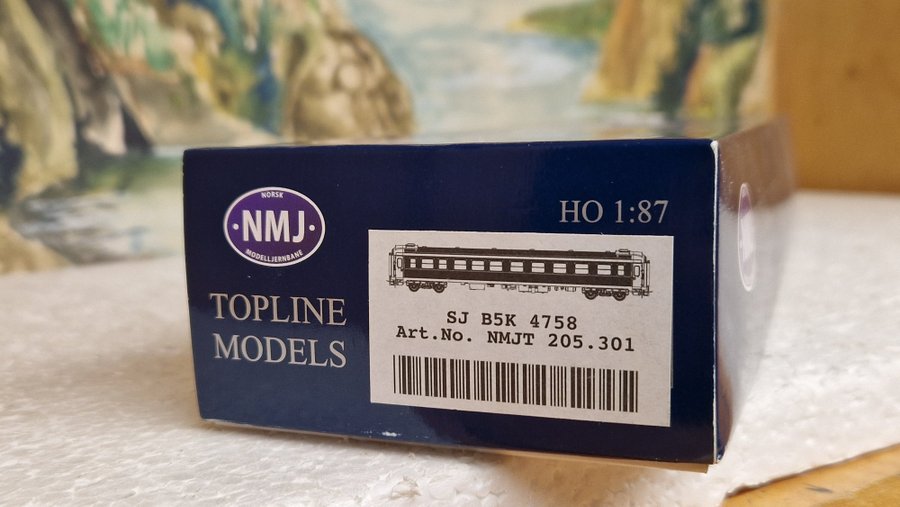 NORSK
·NMJ·
MODELLJERNBANE
HO 1:87
TOPLINE
MODELS
SJ B5K 4758
Art.No. NMJT 205.301